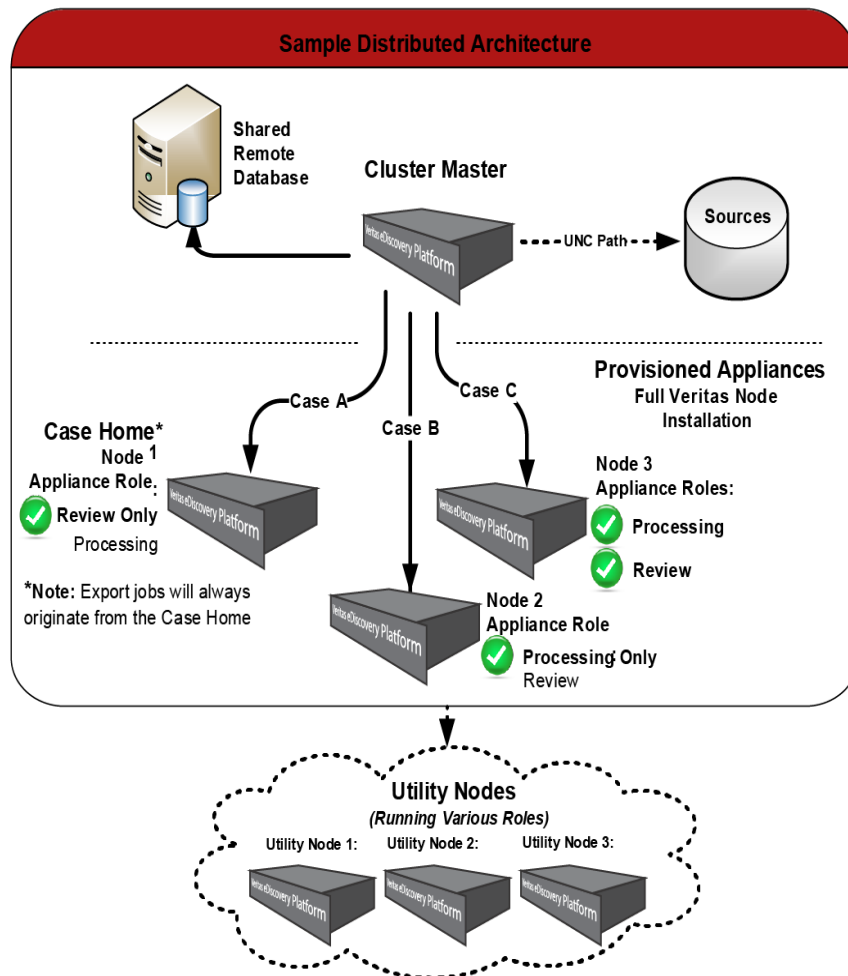 Sample Distributed Architecture
Shared
Remote
Database
Cluster Master
Veritas eDiscovery Platform
UNC Path
Sources
Provisioned Appliances
Full Veritas Node
Installation
Case A
Case B
Case C
Case Home*
Node 1
Appliance Role
:
Review Only
Processing
Veritas eDiscovery Platform
*Note: Export jobs will always
originate from the Case Home
Node 3
Appliance Roles:
Processing
Review
Veritas eDiscovery Platform
Node 2
Appliance Role
:
Processing Only
Review
Veritas eDiscovery Platform
Utility Nodes
(Running Various Roles)
Utility Node 1:
Utility Node 2:
Utility Node 3:
Veritas eDiscovery Platform
Veritas eDiscovery Platform
Veritas eDiscovery Platform